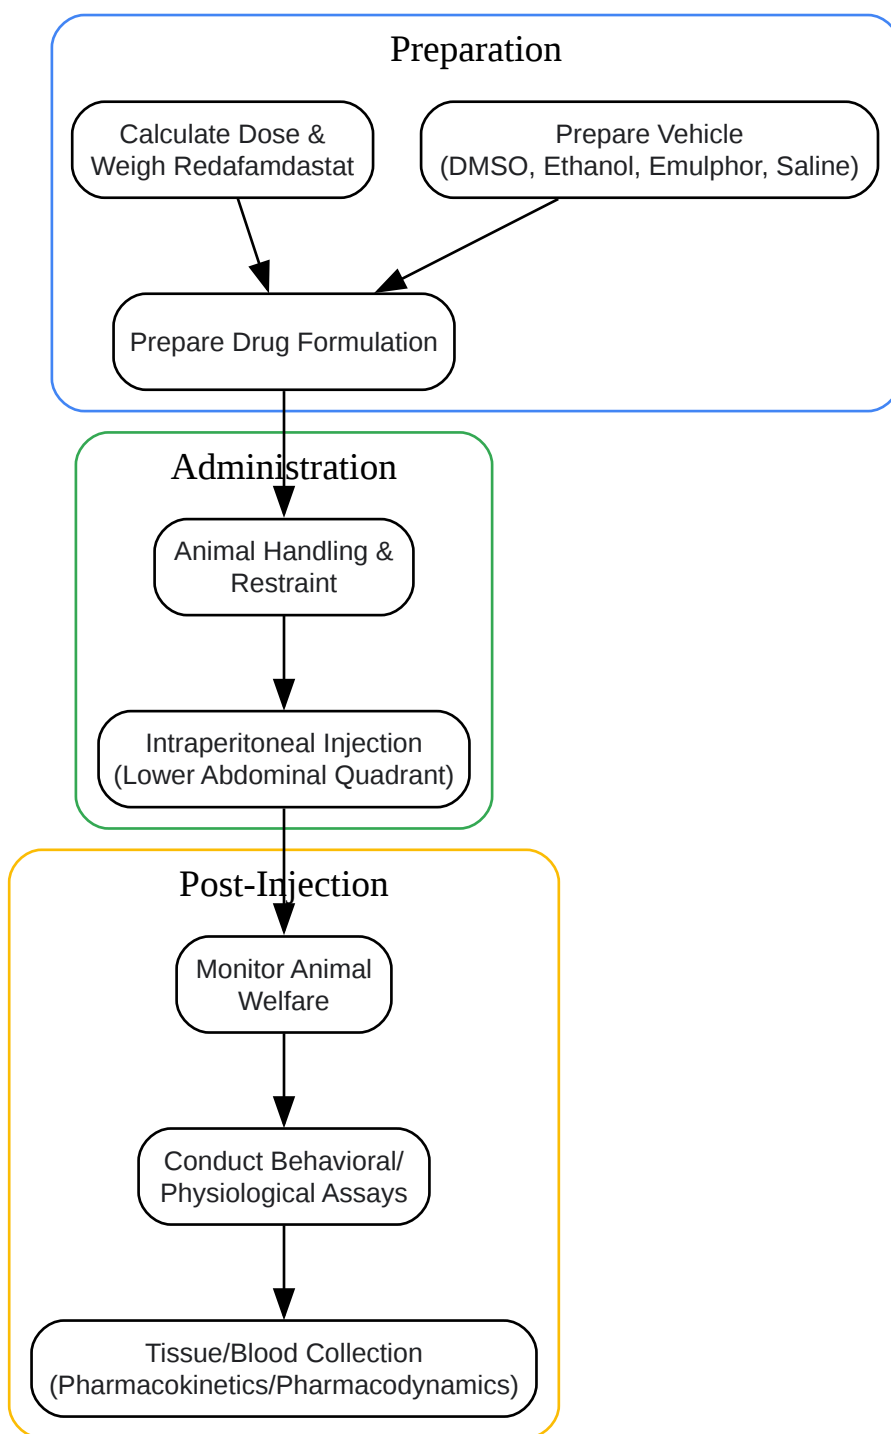 Preparation
Calculate Dose &
Weigh Redafamdastat
Prepare Vehicle
(DMSO, Ethanol, Emulphor, Saline)
Prepare Drug Formulation
Administration
Animal Handling &
Restraint
Intraperitoneal Injection
(Lower Abdominal Quadrant)
Post-Injection
Monitor Animal
Welfare
Conduct Behavioral/
Physiological Assays
Tissue/Blood Collection
(Pharmacokinetics/Pharmacodynamics)